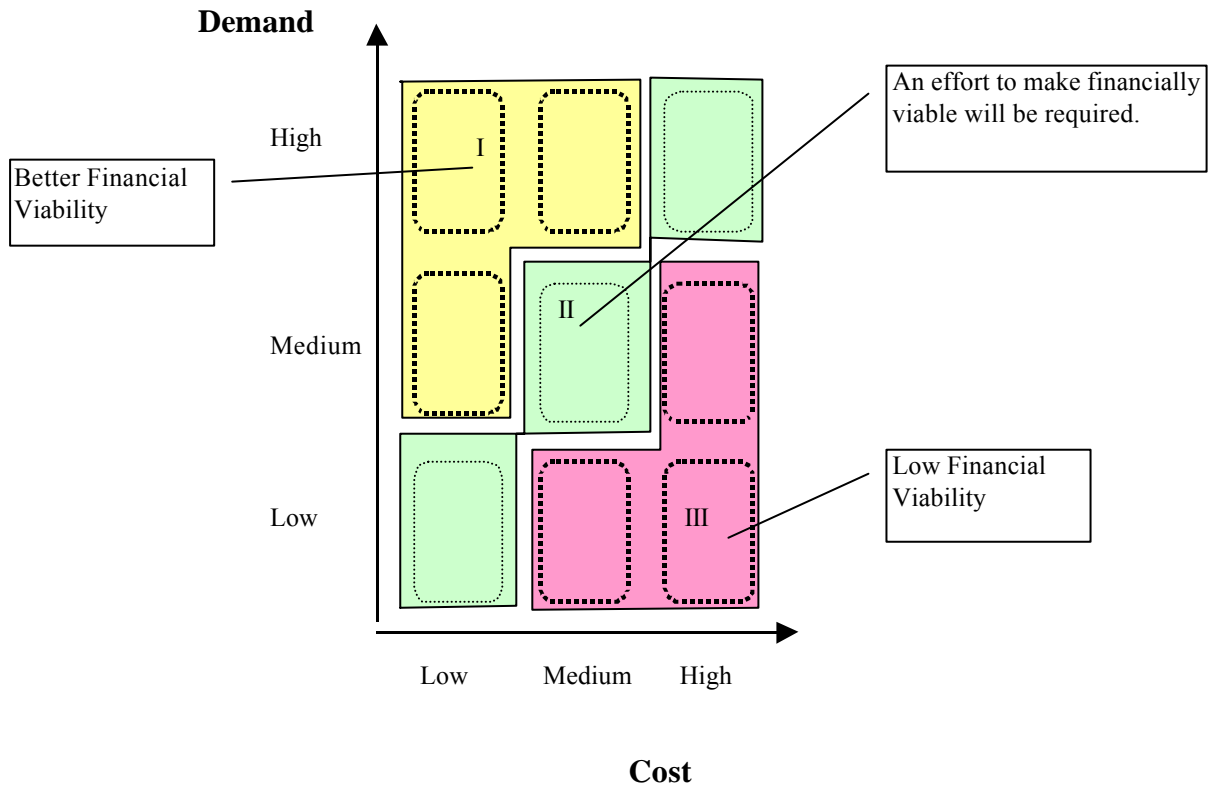 Demand
An effort to make financially
viable will be required.
High
I
Better Financial
Viability
II
Medium
Low Financial
Viability
Low
III
Low
Medium
High
Cost